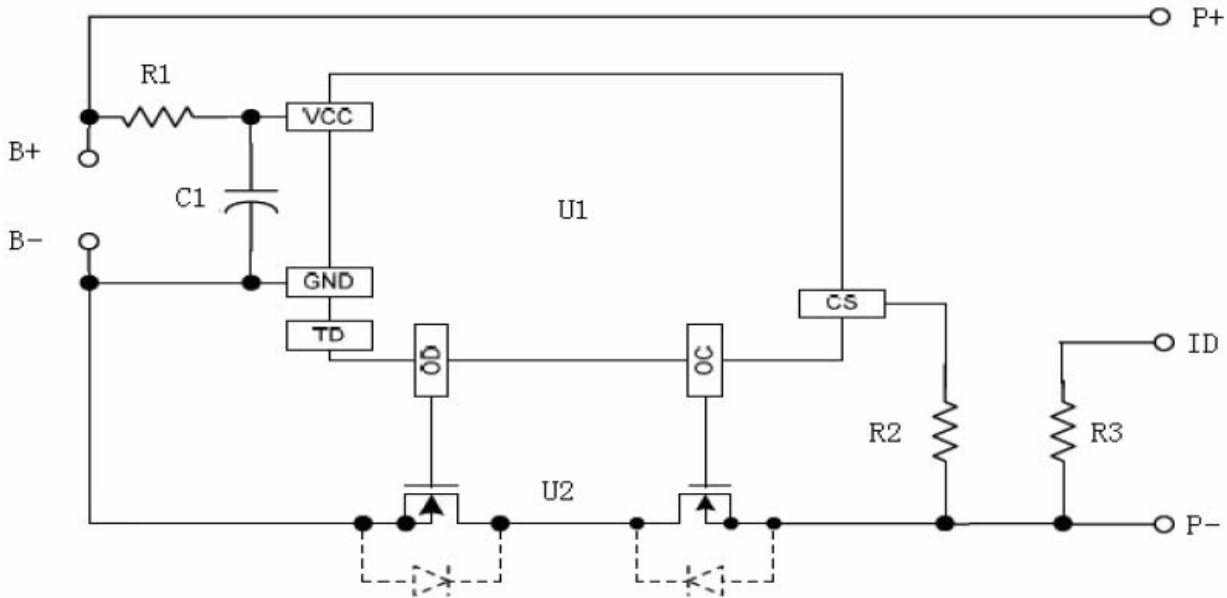 P+
R1
VCC
B+
C1
U1
B-
GND
CS
TD
OD
OC
ID
R2
R3
U2
P-